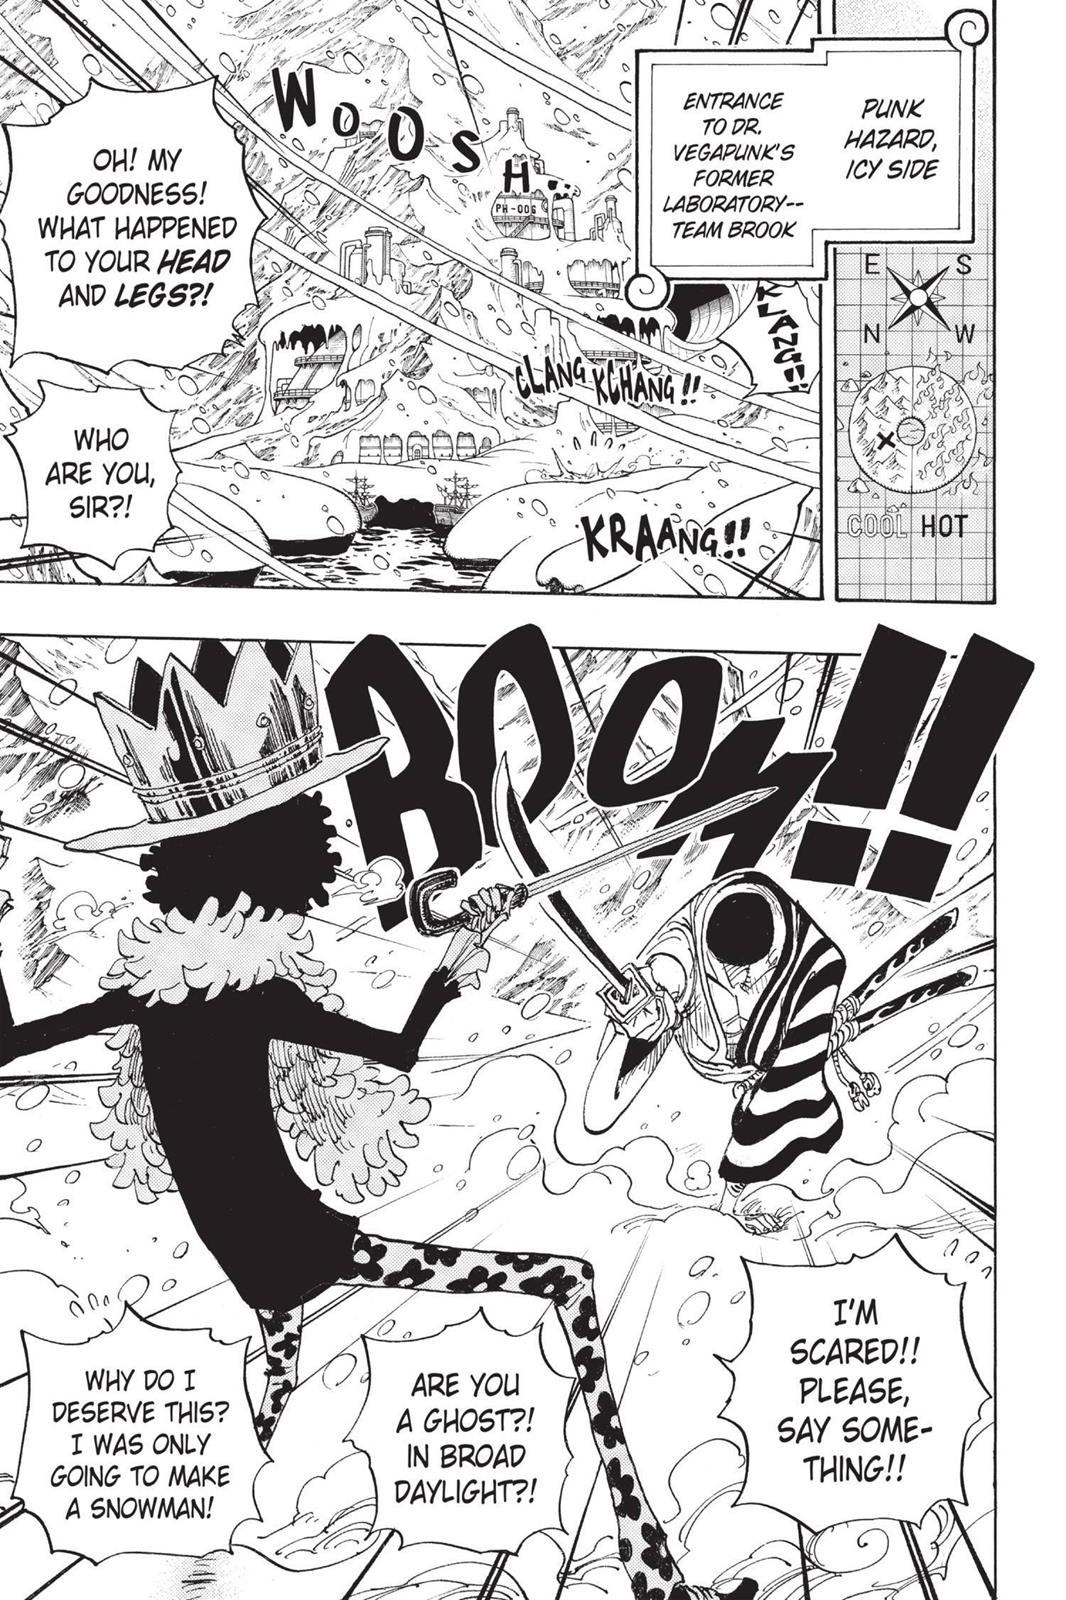 PUNK
HAZARD,
ICY SIDE
ENTRANCE
TO DR.
VEGAPUNK'S
FORMER
LABORATORY--
TEAM BROOK
E S
N W
COOL HOT
WOOSH
PH-006
KLANG!!
CLANG KCHANG!!
KRAANG!!
OH! MY
GOODNESS!
WHAT HAPPENED
TO YOUR HEAD
AND LEGS?!
WHO
ARE YOU,
SIR?!
BOOM!!
I'M
SCARED!!
PLEASE,
SAY SOME-
THING!!
ARE YOU
A GHOST?!
IN BROAD
DAYLIGHT?!
WHY DO I
DESERVE THIS?
I WAS ONLY
GOING TO MAKE
A SNOWMAN!